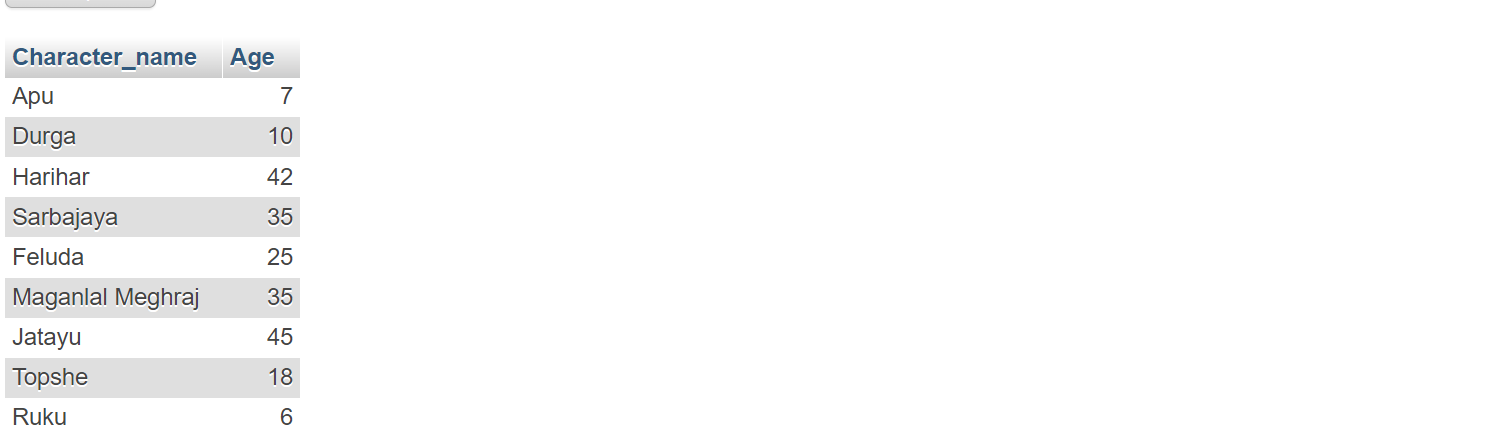 Character_name Age
Apu 7
Durga 10
Harihar 42
Sarbajaya 35
Feluda 25
Maganlal Meghraj 35
Jatayu 45
Topshe 18
Ruku 6